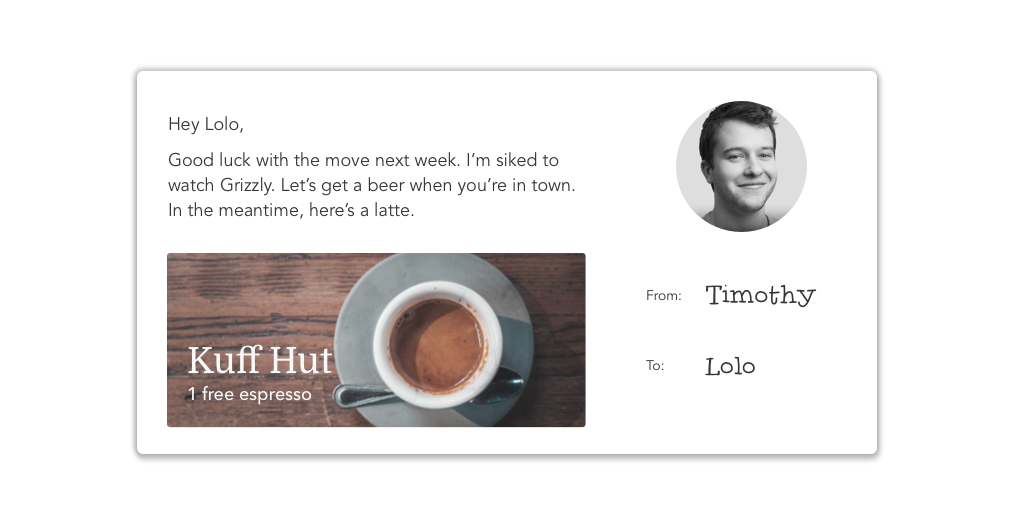 Hey Lolo,
Good luck with the move next week. I’m siked to
watch Grizzly. Let’s get a beer when you’re in town.
In the meantime, here’s a latte.
Kuff Hut
1 free espresso
From: Timothy
To: Lolo